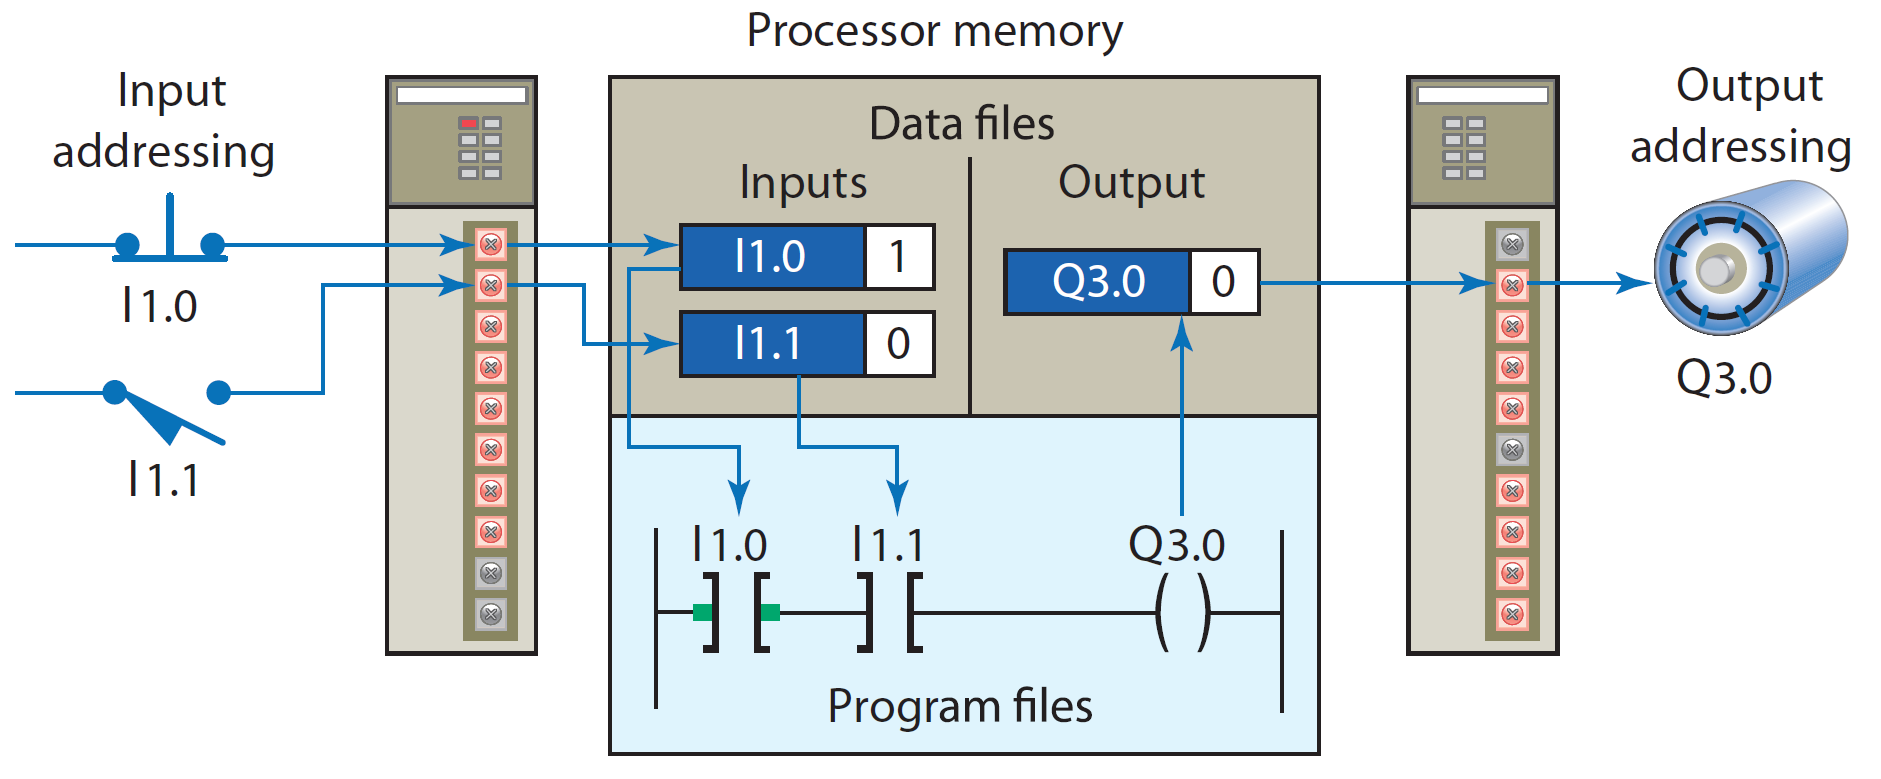 Processor memory
Input
addressing
I1.0
I1.1
Data files
Inputs
I1.0 1
I1.1 0
Output
Q3.0 0
I1.0 I1.1 Q3.0
Program files
Output
addressing
Q3.0